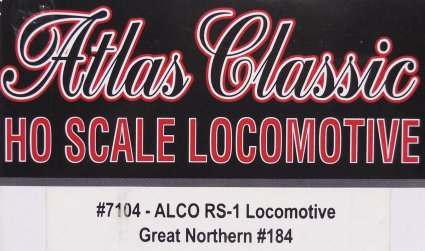 Atlas Classic
HO SCALE LOCOMOTIVE
#7104 - ALCO RS-1 Locomotive
Great Northern #184